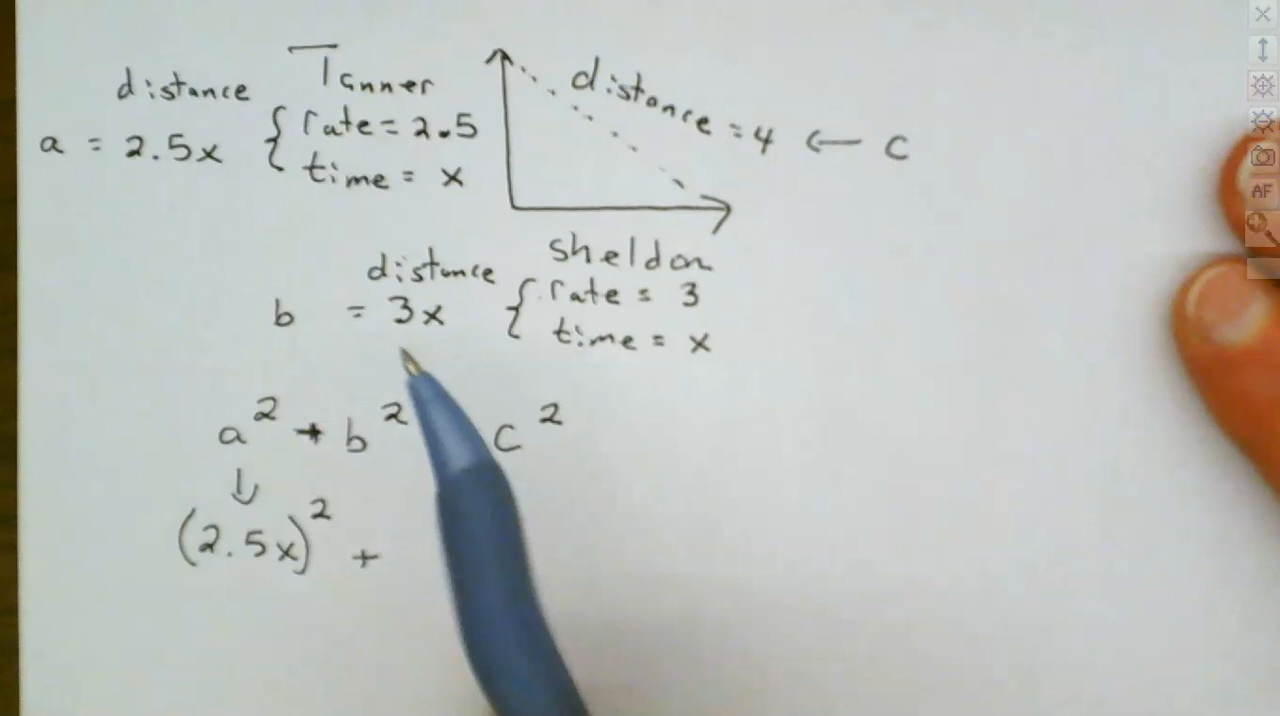 Tanner
distance
rate = 2.5
a = 2.5x
time = x
distance = 4 ← c
sheldon
distance
rate = 3
b = 3x
time = x
a² + b² c²
↓
(2.5x)² +
AF